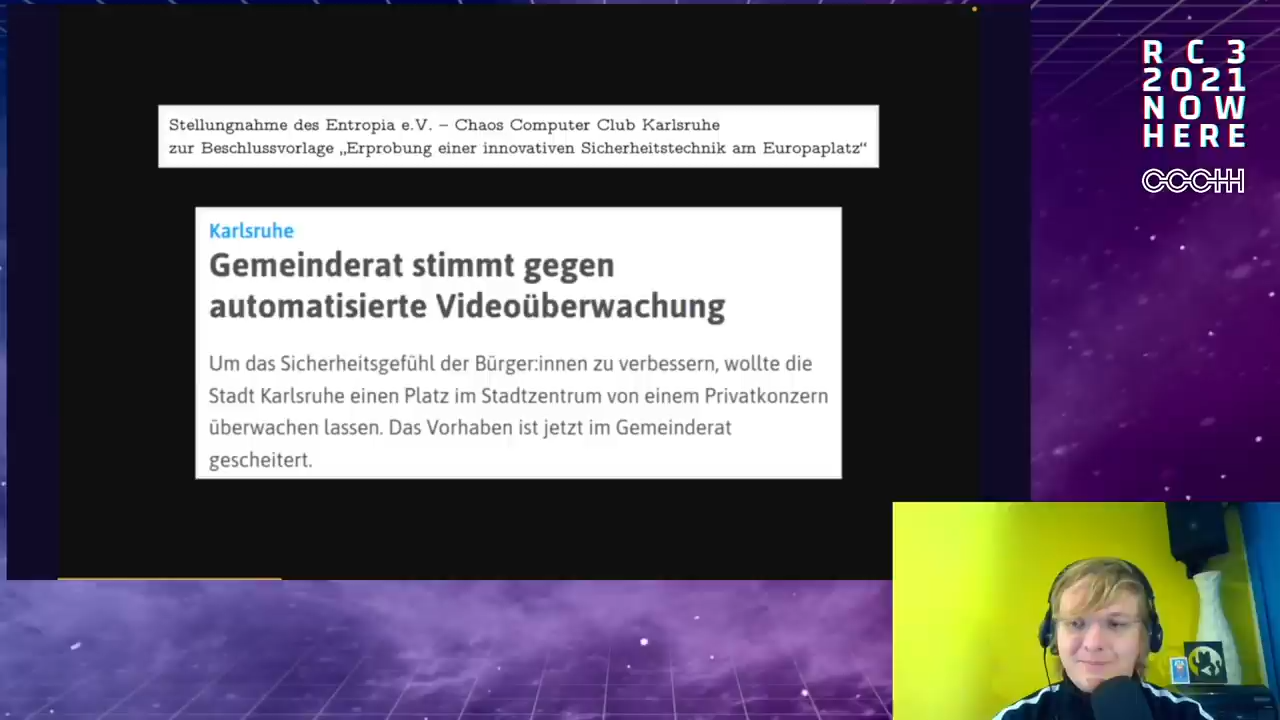 Stellungnahme des Entropia e.V. – Chaos Computer Club Karlsruhe
zur Beschlussvorlage „Erprobung einer innovativen Sicherheitstechnik am Europaplatz“
Karlsruhe
Gemeinderat stimmt gegen
automatisierte Videoüberwachung
Um das Sicherheitsgefühl der Bürger:innen zu verbessern, wollte die
Stadt Karlsruhe einen Platz im Stadtzentrum von einem Privatkonzern
überwachen lassen. Das Vorhaben ist jetzt im Gemeinderat
gescheitert.
RC3
2021
NOW
HERE
CCCHH